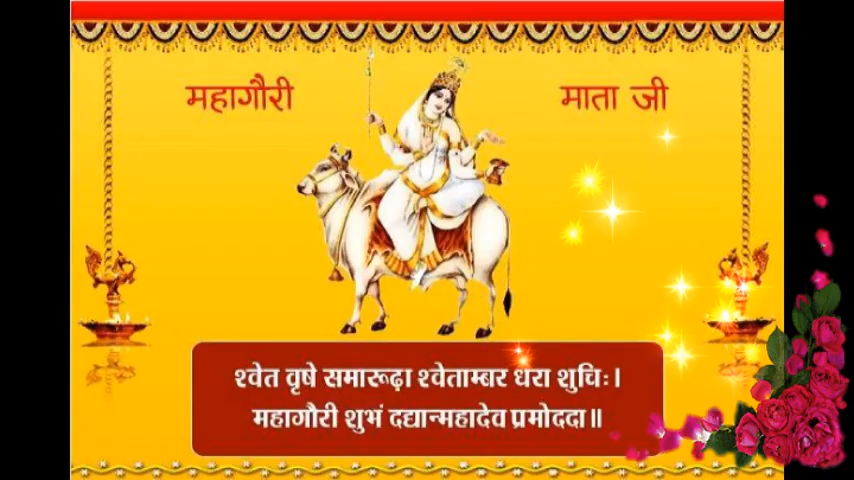 महागौरी माता जी
श्वेत वृषे समारूढ़ा श्वेताम्बर धरा शुचिः।
महागौरी शुभं दद्यान्महादेव प्रमोददा॥